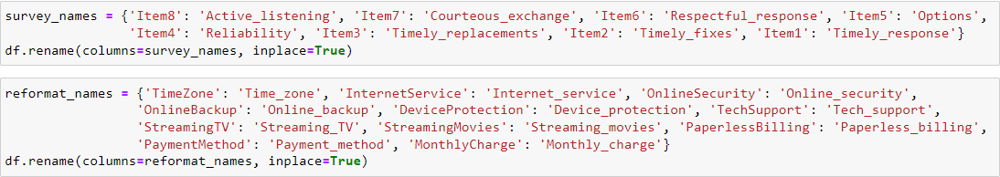 survey_names = {'Item8': 'Active_listening', 'Item7': 'Courteous_exchange', 'Item6': 'Respectful_response', 'Item5': 'Options',
'Item4': 'Reliability', 'Item3': 'Timely_replacements', 'Item2': 'Timely_fixes', 'Item1': 'Timely_response'}
df.rename(columns=survey_names, inplace=True)
reformat_names = {'TimeZone': 'Time_zone', 'InternetService': 'Internet_service', 'OnlineSecurity': 'Online_security',
'OnlineBackup': 'Online_backup', 'DeviceProtection': 'Device_protection', 'TechSupport': 'Tech_support',
'StreamingTV': 'Streaming_TV', 'StreamingMovies': 'Streaming_movies', 'PaperlessBilling': 'Paperless_billing',
'PaymentMethod': 'Payment_method', 'MonthlyCharge': 'Monthly_charge'}
df.rename(columns=reformat_names, inplace=True)